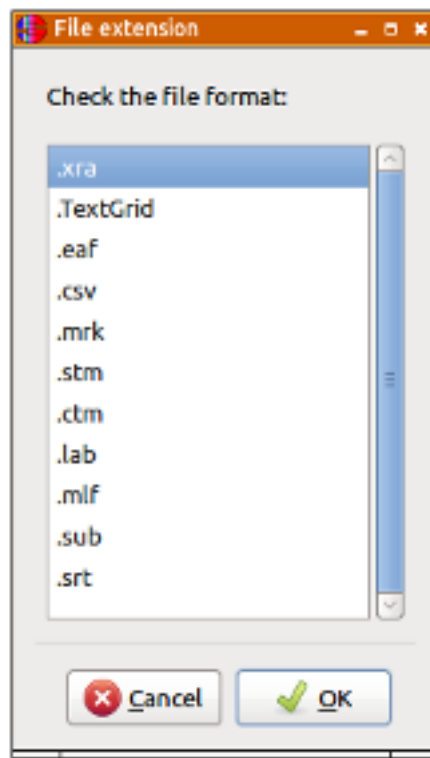 File extension
Check the file format:
.xra
.TextGrid
.eaf
.csv
.mrk
.stm
.ctm
.lab
.mlf
.sub
.srt
Cancel OK